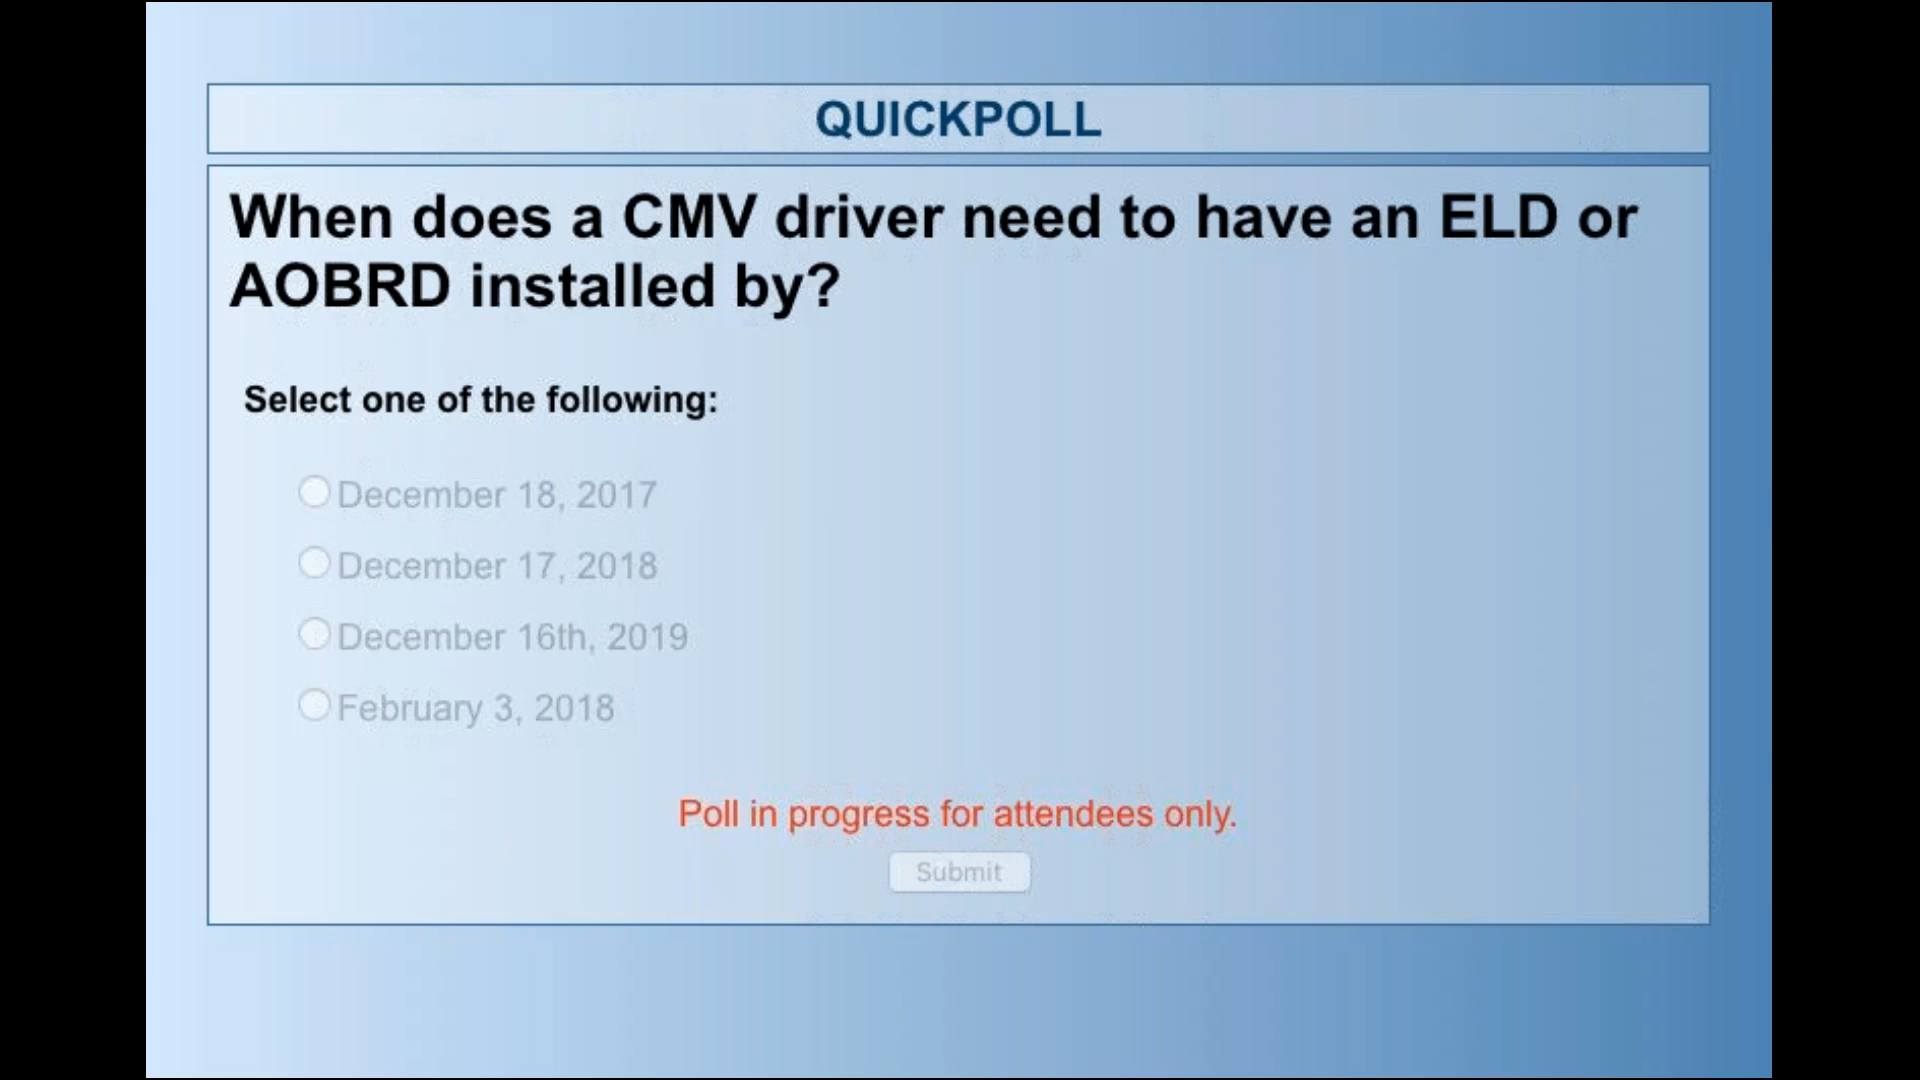 QUICKPOLL
When does a CMV driver need to have an ELD or
AOBRD installed by?
Select one of the following:
December 18, 2017
December 17, 2018
December 16th, 2019
February 3, 2018
Poll in progress for attendees only.
Submit